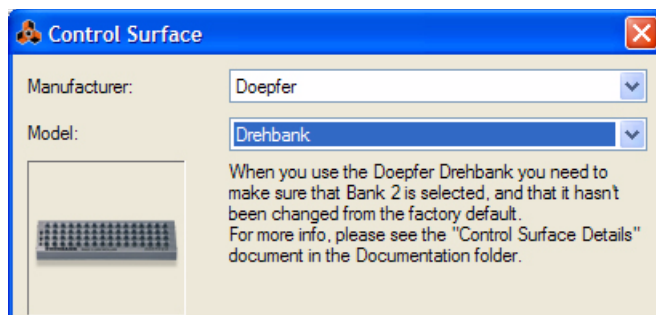 Control Surface
Manufacturer:
Doepfer
Model:
Drehbank
When you use the Doepfer Drehbank you need to
make sure that Bank 2 is selected, and that it hasn't
been changed from the factory default.
For more info, please see the "Control Surface Details"
document in the Documentation folder.